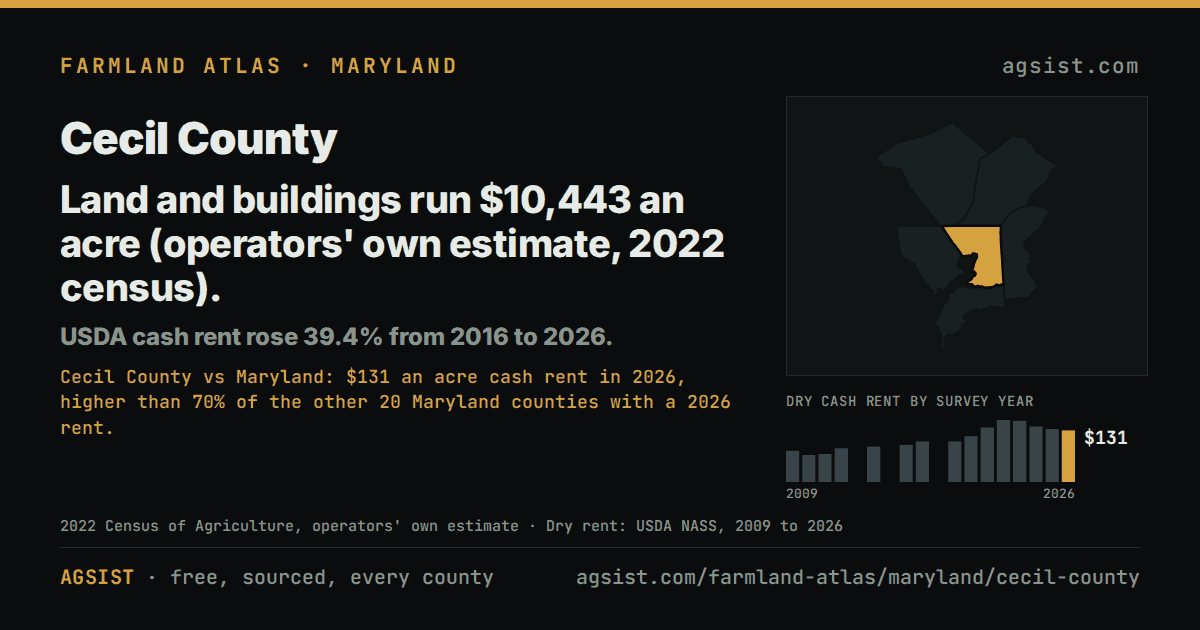 FARMLAND ATLAS · MARYLAND
agsist.com
Cecil County
Land and buildings run $10,443 an
acre (operators' own estimate, 2022
census).
USDA cash rent rose 39.4% from 2016 to 2026.
Cecil County vs Maryland: $131 an acre cash rent in 2026,
higher than 70% of the other 20 Maryland counties with a 2026
rent.
DRY CASH RENT BY SURVEY YEAR
$131
2009
2026
2022 Census of Agriculture, operators' own estimate · Dry rent: USDA NASS, 2009 to 2026
AGSIST · free, sourced, every county
agsist.com/farmland-atlas/maryland/cecil-county